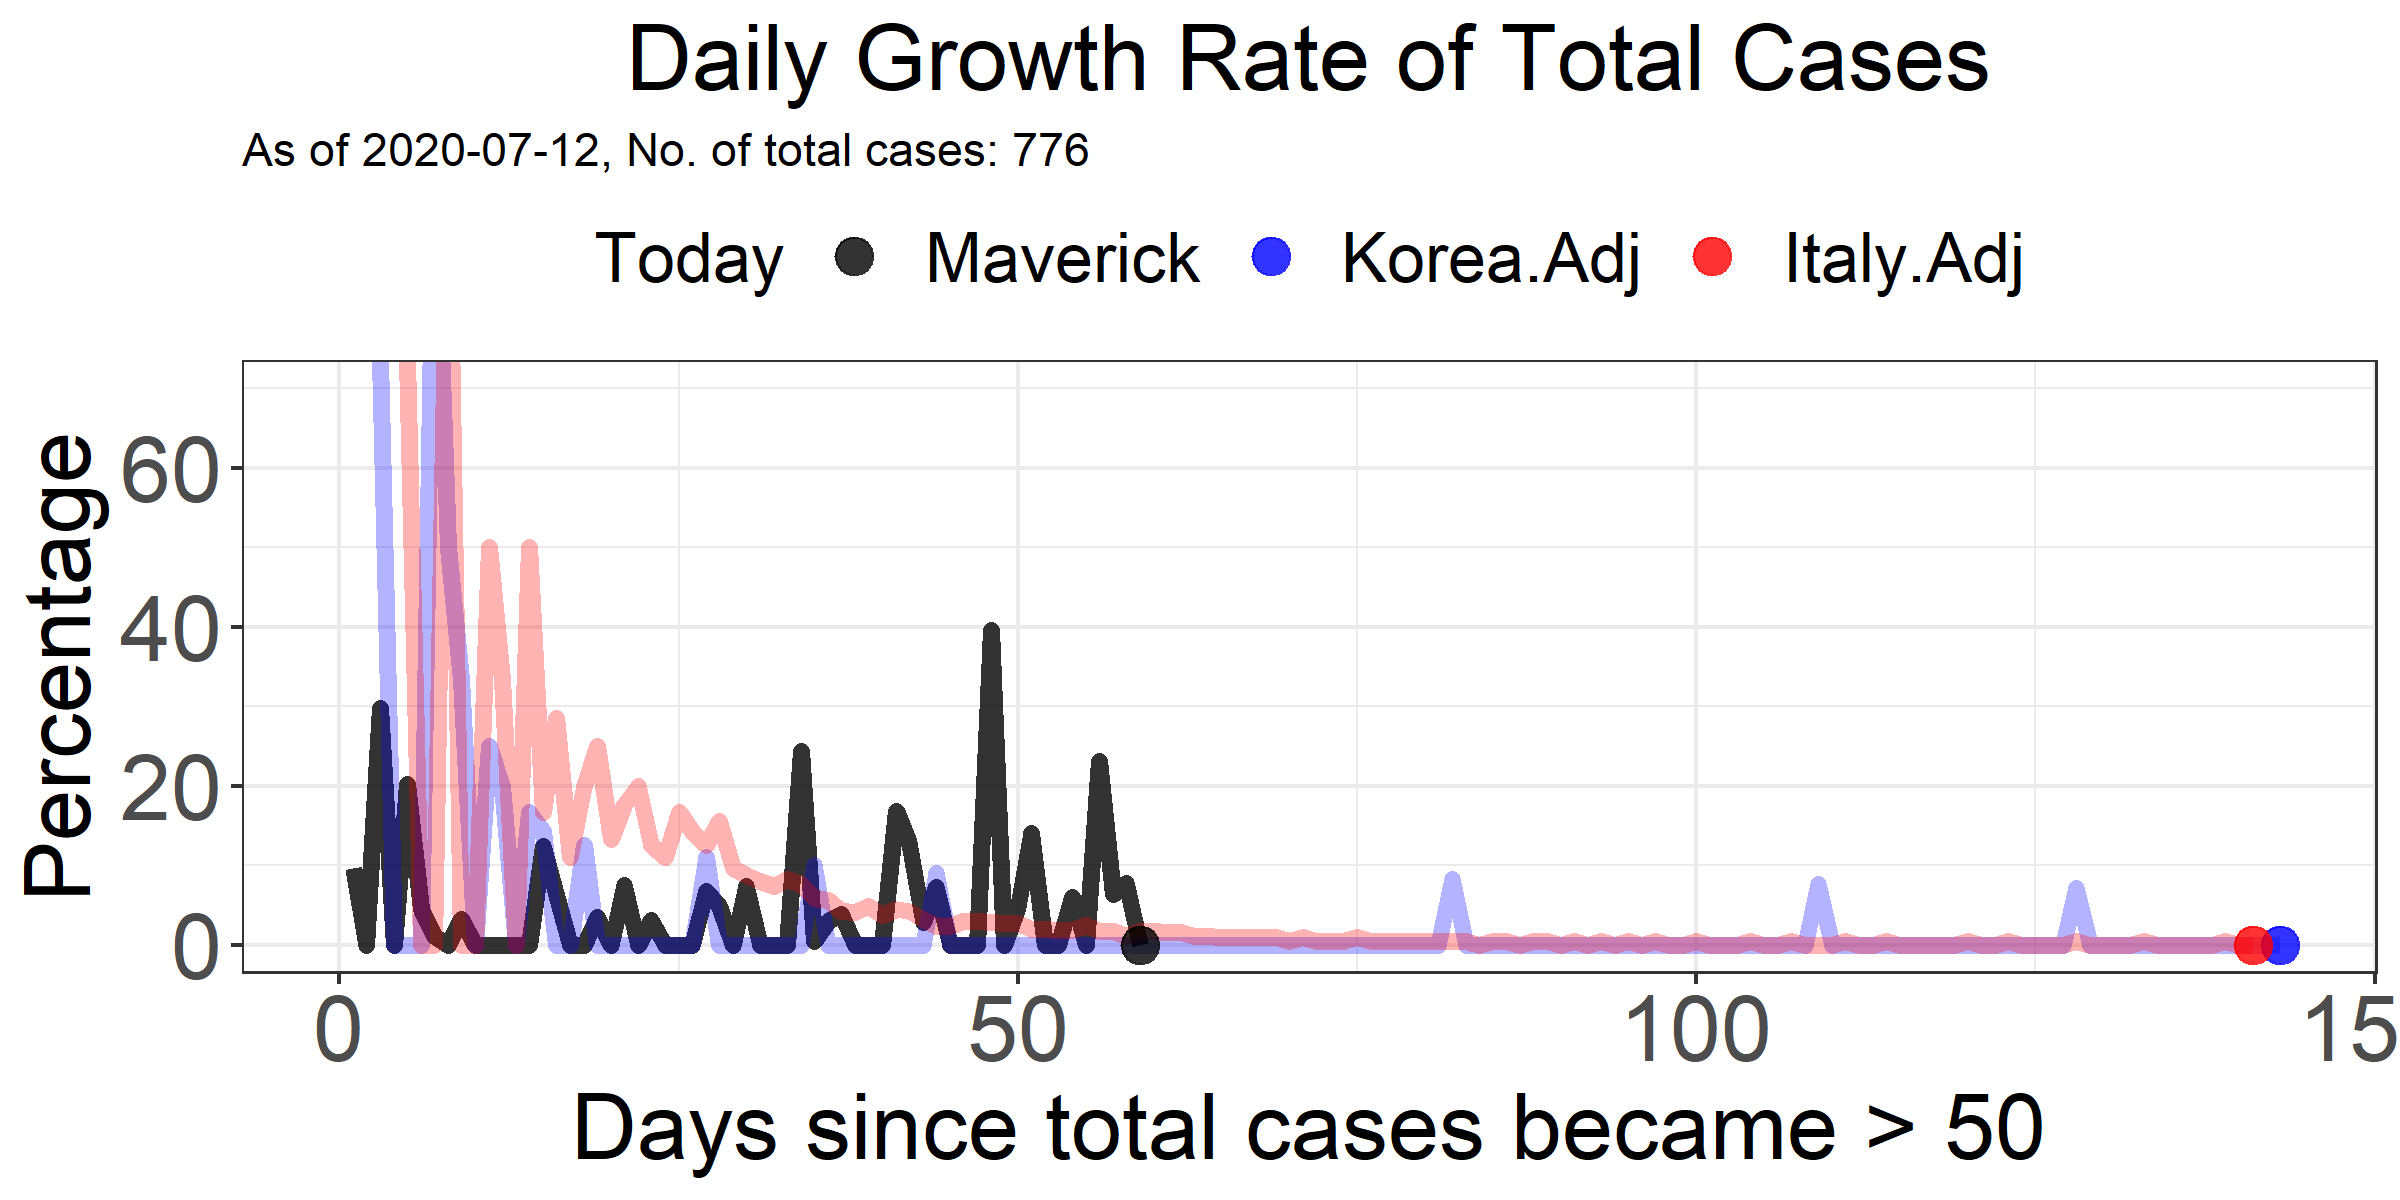 Daily Growth Rate of Total Cases
As of 2020-07-12, No. of total cases: 776
Today Maverick Korea.Adj Italy.Adj
Percentage
60
40
20
0
0 50 100 15
Days since total cases became > 50